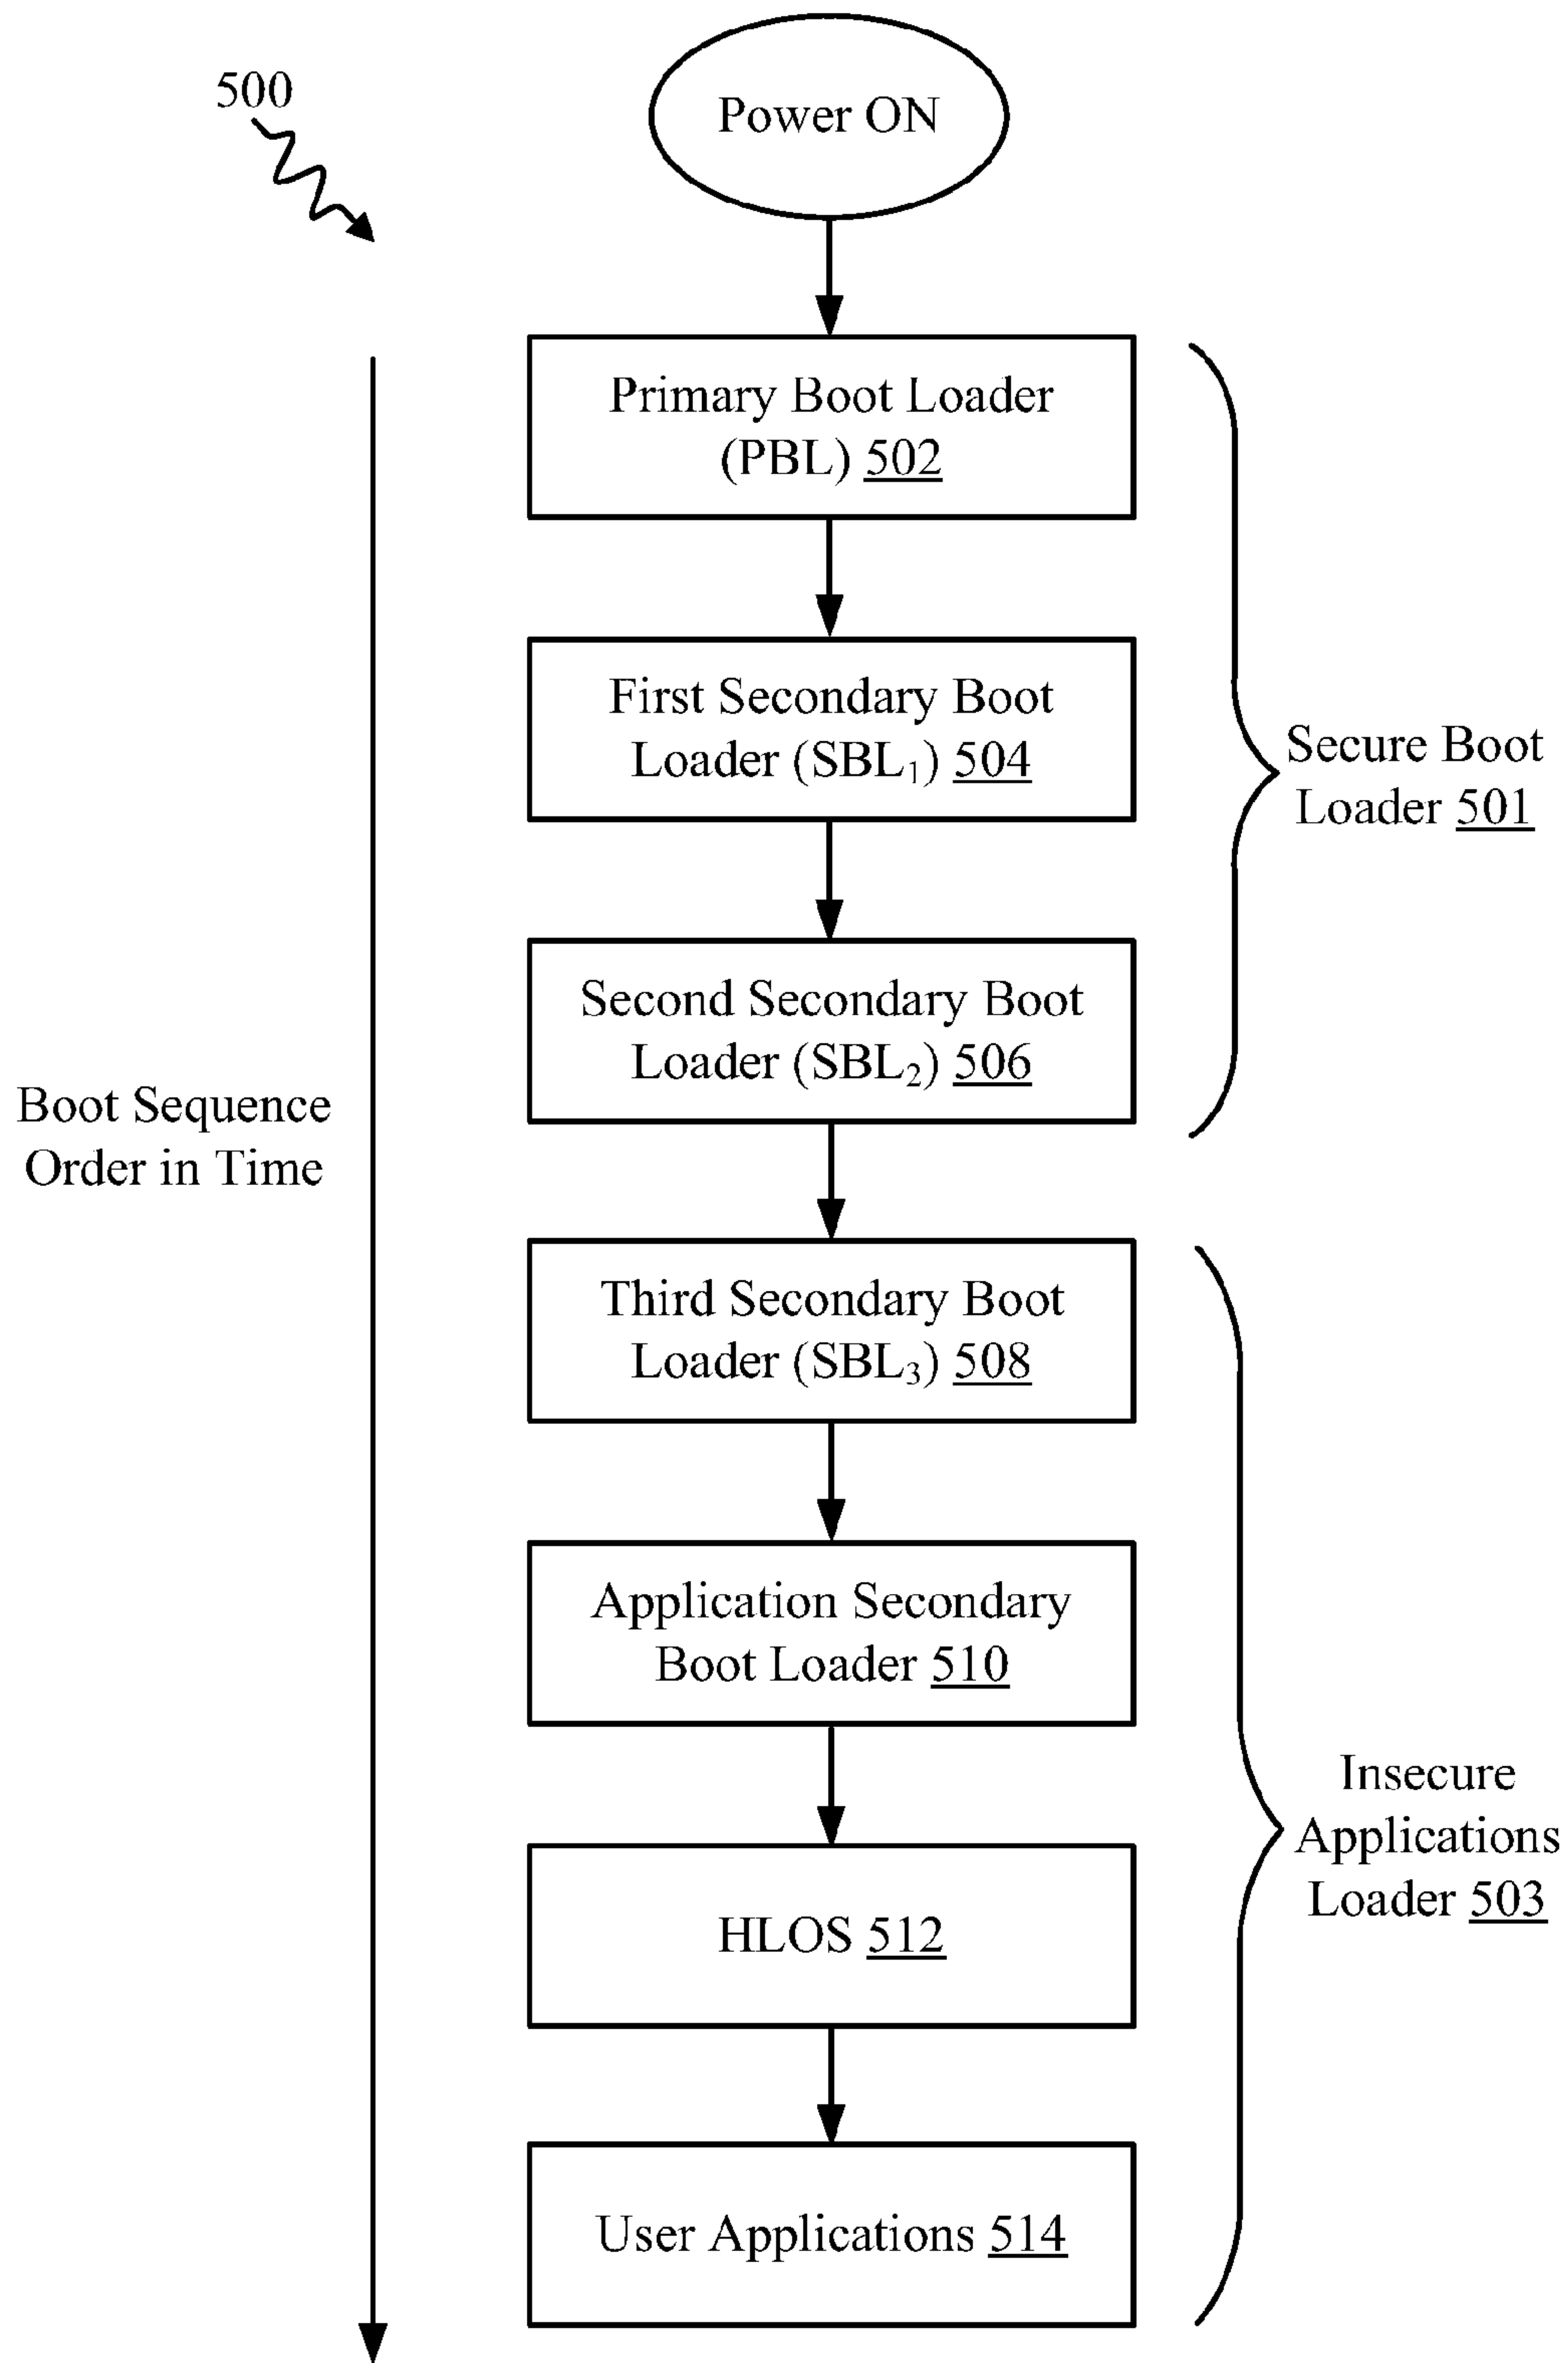 500
Power ON
Primary Boot Loader
(PBL) 502
First Secondary Boot
Loader (SBL₁) 504
Secure Boot
Loader 501
Second Secondary Boot
Loader (SBL₂) 506
Boot Sequence
Order in Time
Third Secondary Boot
Loader (SBL₃) 508
Application Secondary
Boot Loader 510
Insecure
Applications
Loader 503
HLOS 512
User Applications 514